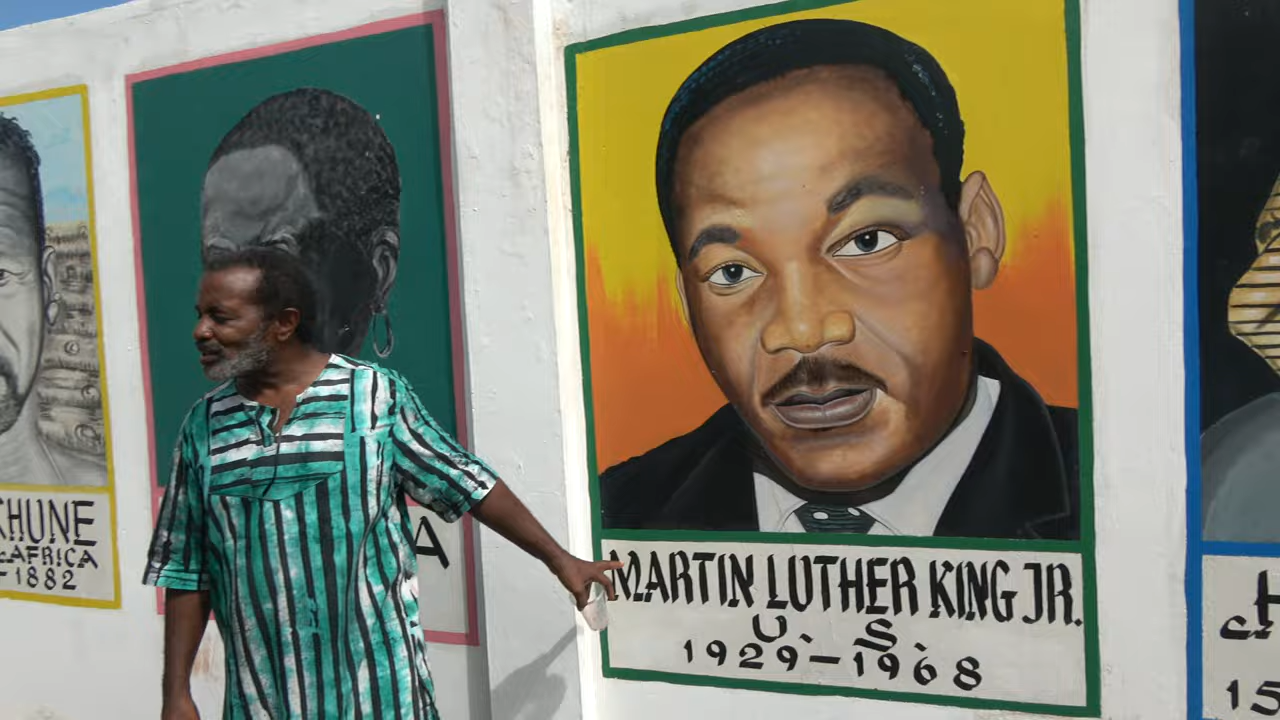 KHUNE
AFRICA
-1882
A
MARTIN LUTHER KING JR.
U. S.
1929-1968
15